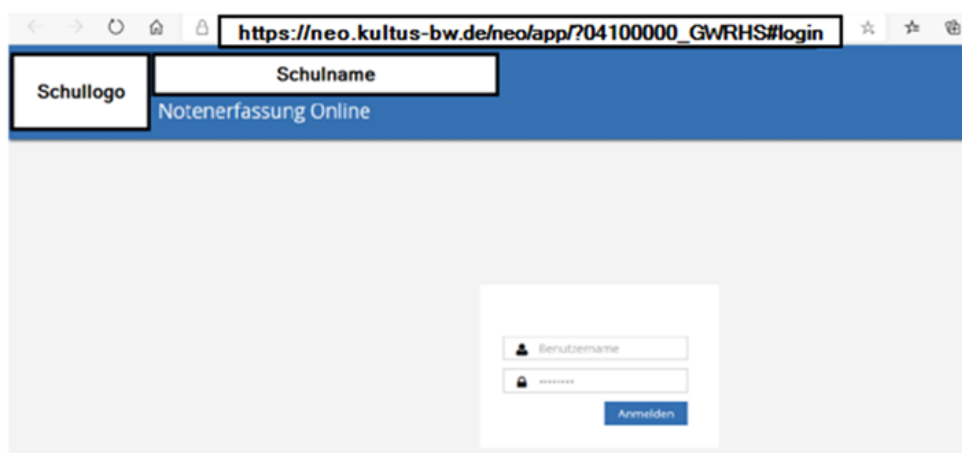 https://neo.kultus-bw.de/neo/app/?04100000_GWRHS#login
Schullogo
Schulname
Notenerfassung Online
Benutzername
Anmelden